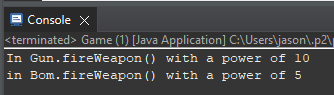 Console
<terminated> Game (1) [Java Application] C:\Users\jason\.p2\
In Gun.fireWeapon() with a power of 10
in Bom.fireWeapon() with a power of 5